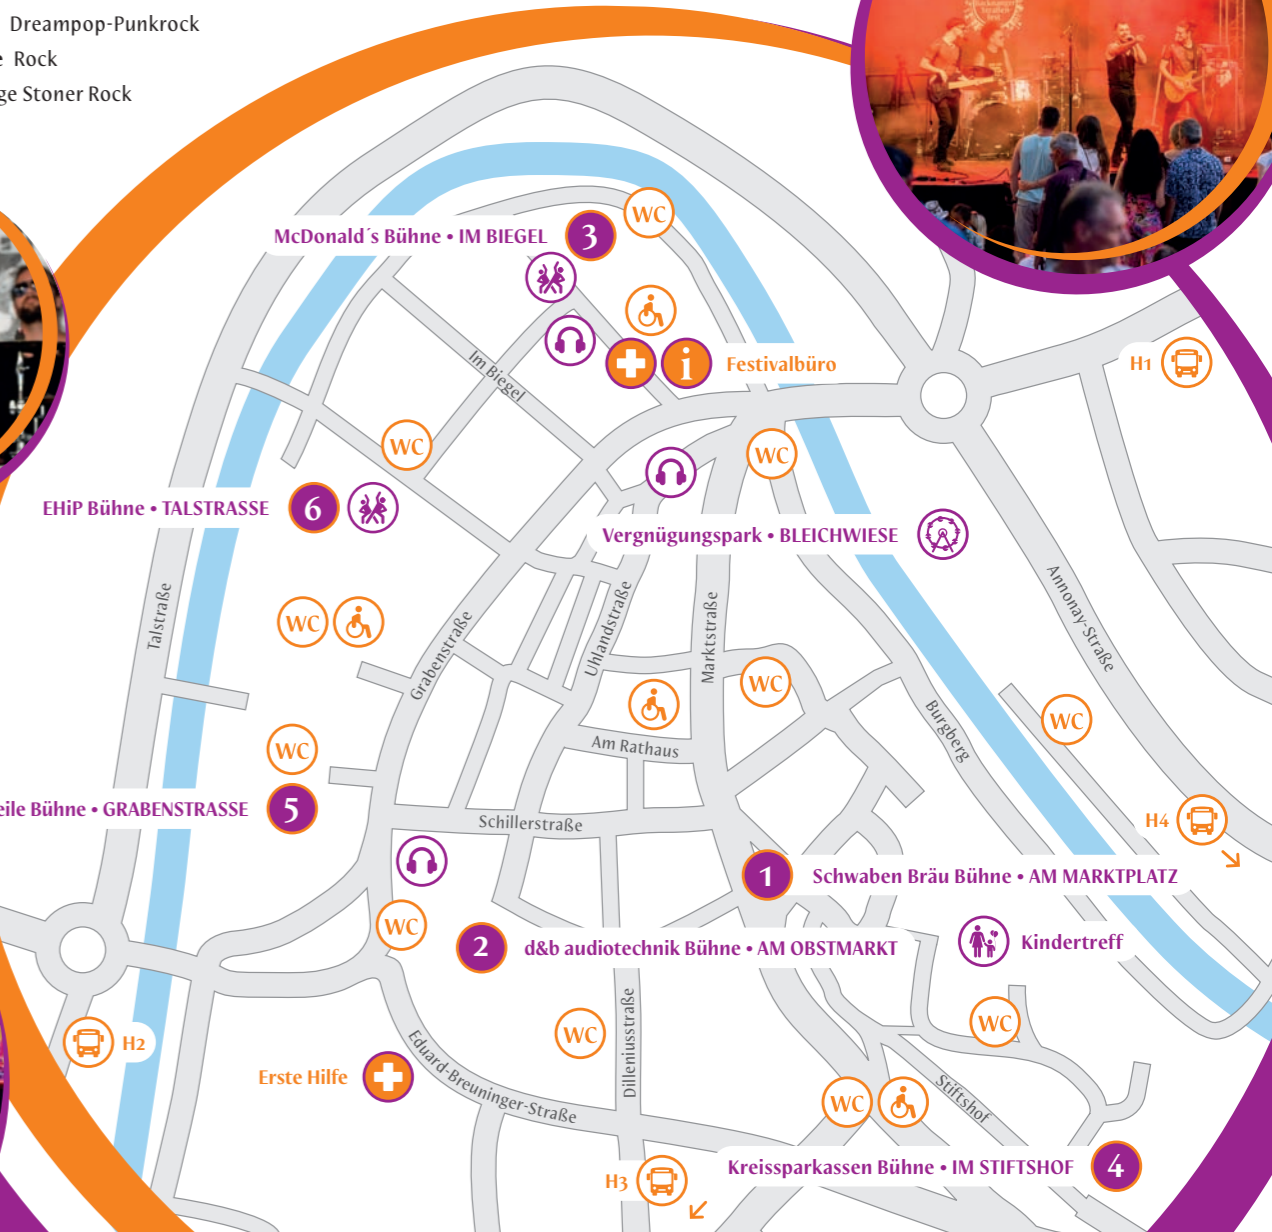 Dreampop-Punkrock
Rock
Stoner Rock
WC
McDonald´s Bühne • IM BIEGEL
3
Im Biegel
i
Festivalbüro
H1
WC
WC
EHiP Bühne • TALSTRASSE
6
Vergnügungspark • BLEICHWIESE
Talstraße
WC
Grabenstraße
Uhlandstraße
Marktstraße
Annonay-Straße
WC
Am Rathaus
Burgberg
WC
WC
Bühne • GRABENSTRASSE
5
Schillerstraße
H4
1
Schwaben Bräu Bühne • AM MARKTPLATZ
WC
2
d&b audiotechnik Bühne • AM OBSTMARKT
Kindertreff
H2
WC
Dilleniusstraße
WC
Erste Hilfe
Eduard-Breuninger-Straße
WC
Stiftshof
H3
Kreissparkassen Bühne • IM STIFTSHOF
4